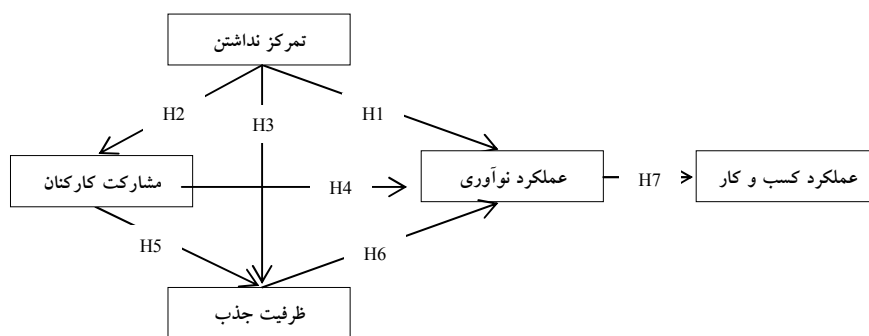 تمرکز نداشتن
H2
H3
H1
مشارکت کارکنان
H4
عملکرد نوآوری
H7
عملکرد کسب و کار
H5
H6
ظرفیت جذب